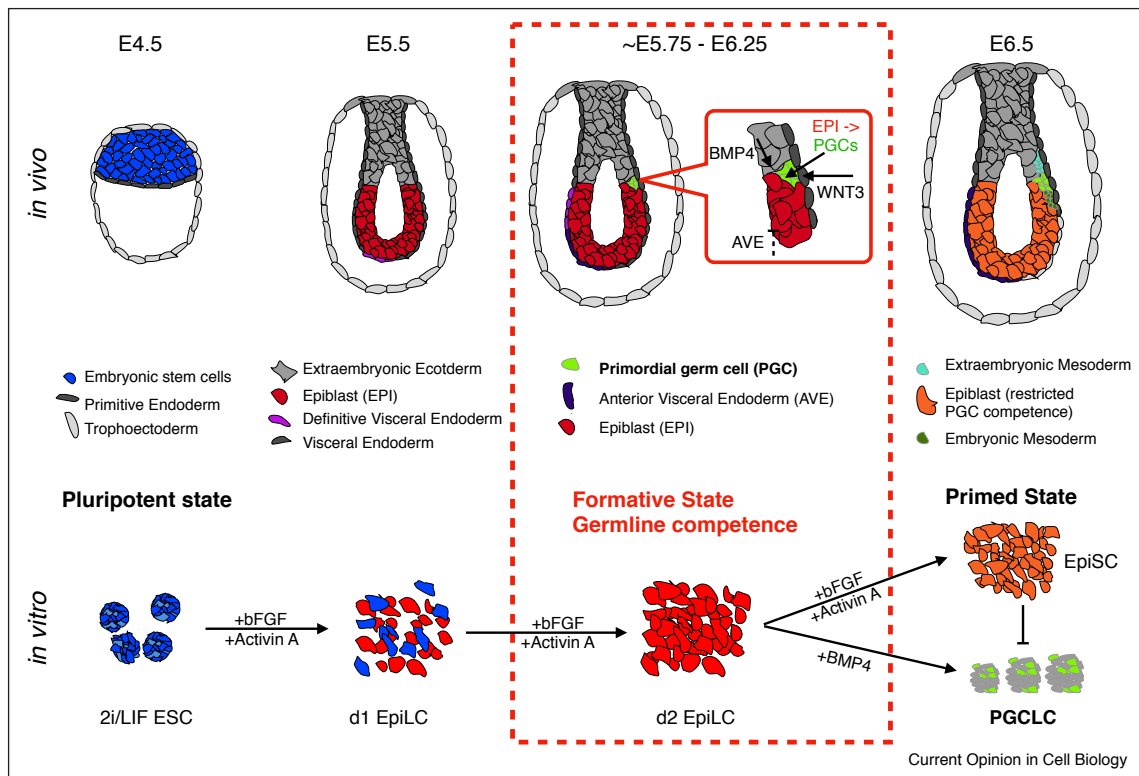 E4.5
E5.5
~E5.75 - E6.25
E6.5
in vivo
EPI ->
PGCs
BMP4
WNT3
AVE
Embryonic stem cells
Primitive Endoderm
Trophoectoderm
Extraembryonic Ecotderm
Epiblast (EPI)
Definitive Visceral Endoderm
Visceral Endoderm
Primordial germ cell (PGC)
Anterior Visceral Endoderm (AVE)
Epiblast (EPI)
Extraembryonic Mesoderm
Epiblast (restricted
PGC competence)
Embryonic Mesoderm
Pluripotent state
Formative State
Germline competence
Primed State
in vitro
+bFGF
+Activin A
+bFGF
+Activin A
+bFGF
+Activin A
+BMP4
EpiSC
2i/LIF ESC
d1 EpiLC
d2 EpiLC
PGCLC
Current Opinion in Cell Biology